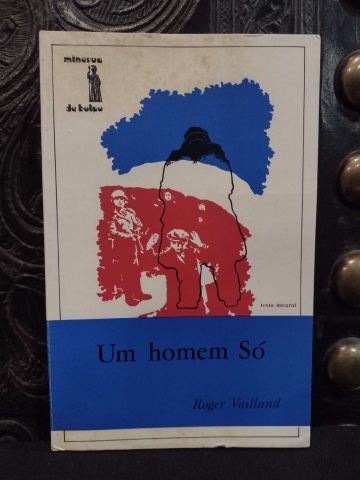 minerva
de bolso
texto integral
Um homem Só
Roger Vailland